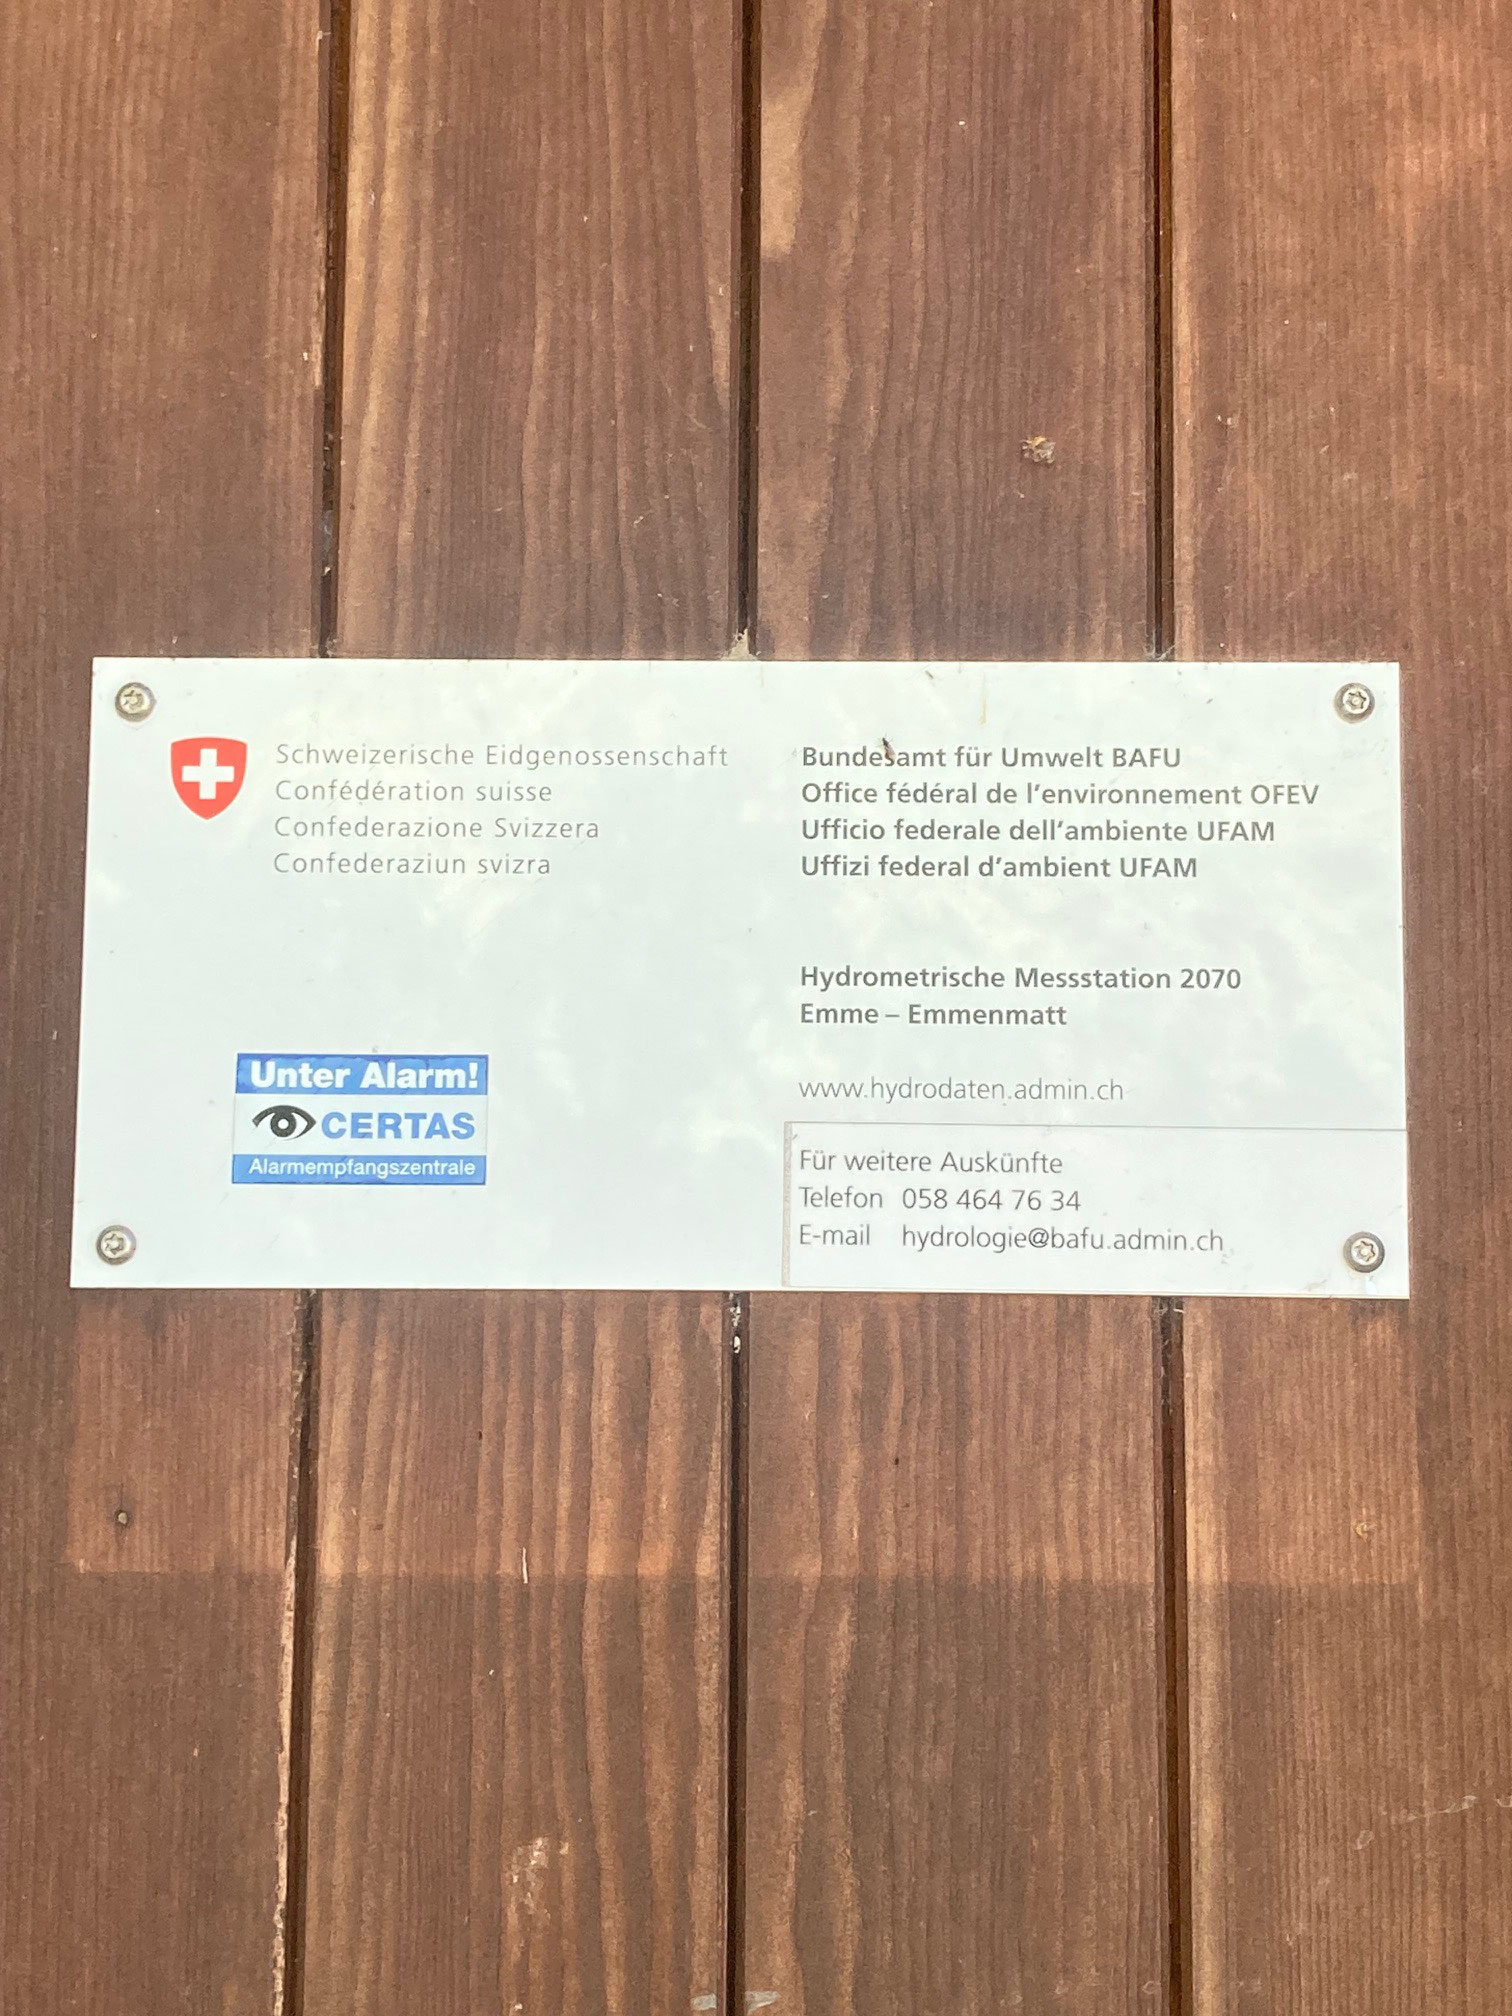 Schweizerische Eidgenossenschaft
Confédération suisse
Confederazione Svizzera
Confederaziun svizra
Bundesamt für Umwelt BAFU
Office fédéral de l'environnement OFEV
Ufficio federale dell'ambiente UFAM
Uffizi federal d'ambient UFAM
Hydrometrische Messstation 2070
Emme – Emmenmatt
www.hydrodaten.admin.ch
Für weitere Auskünfte
Telefon 058 464 76 34
E-mail hydrologie@bafu.admin.ch
Unter Alarm!
CERTAS
Alarmempfangszentrale